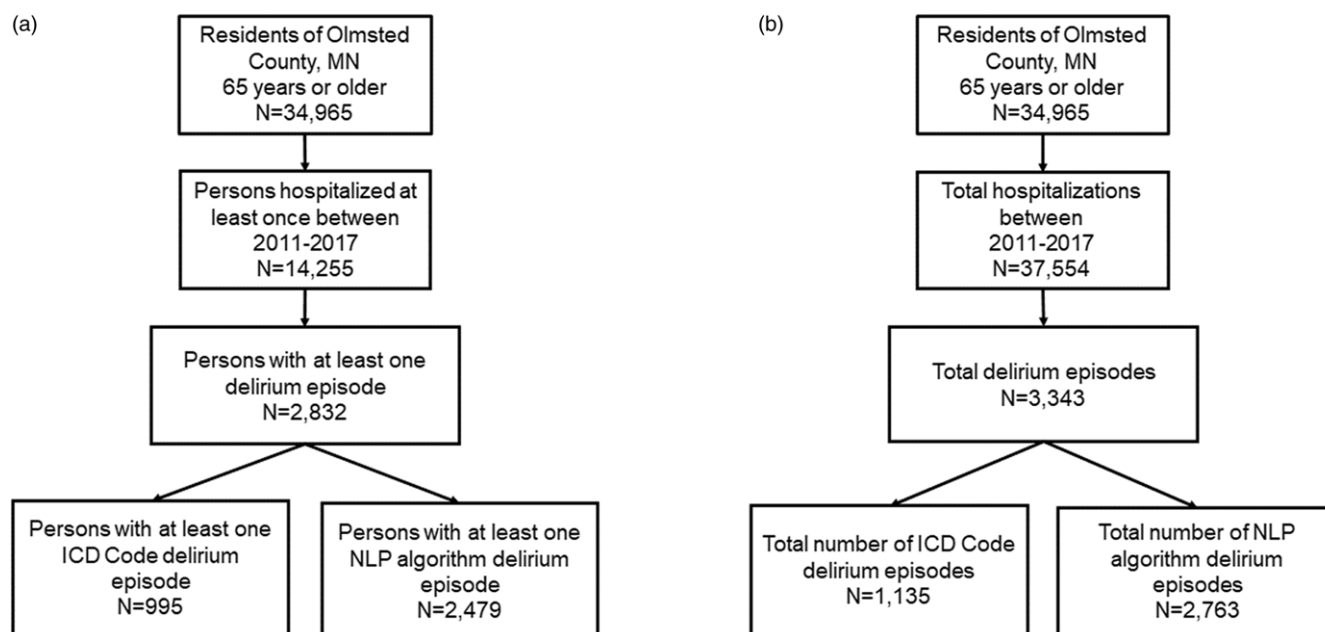 (a)
Residents of Olmsted
County, MN
65 years or older
N=34,965
Persons hospitalized at
least once between
2011-2017
N=14,255
Persons with at least one
delirium episode
N=2,832
Persons with at least one
ICD Code delirium
episode
N=995
Persons with at least one
NLP algorithm delirium
episode
N=2,479
(b)
Residents of Olmsted
County, MN
65 years or older
N=34,965
Total hospitalizations
between
2011-2017
N=37,554
Total delirium episodes
N=3,343
Total number of ICD Code
delirium episodes
N=1,135
Total number of NLP
algorithm delirium
episodes
N=2,763